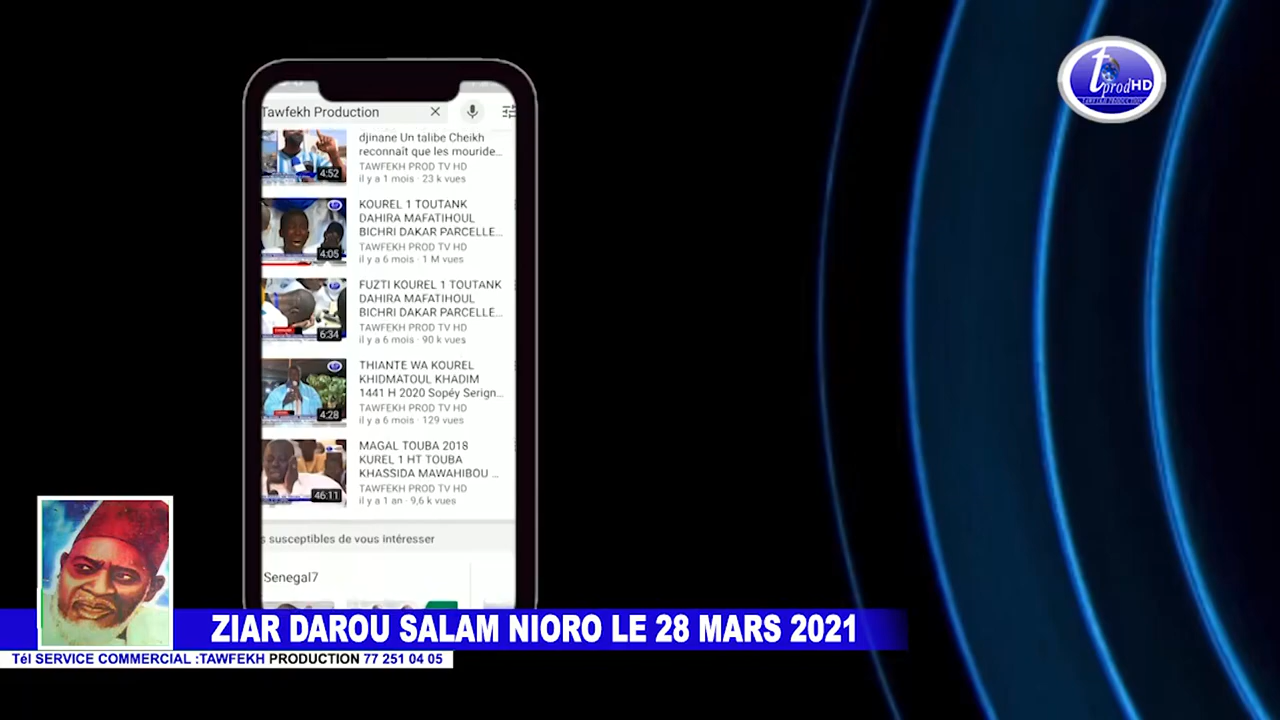 Tawfekh Production
djinane Un talibe Cheikh
reconnaît que les mouride...
TAWFEKH PROD TV HD
il y a 1 mois · 23 k vues
4:52
KOUREL 1 TOUTANK
DAHIRA MAFATIHOUL
BICHRI DAKAR PARCELLE...
TAWFEKH PROD TV HD
il y a 6 mois · 1 M vues
4:05
FUZTI KOUREL 1 TOUTANK
DAHIRA MAFATIHOUL
BICHRI DAKAR PARCELLE...
TAWFEKH PROD TV HD
il y a 6 mois · 90 k vues
6:34
THIANTE WA KOUREL
KHIDMATOUL KHADIM
1441 H 2020 Sopéy Serign...
TAWFEKH PROD TV HD
il y a 6 mois · 129 vues
4:28
MAGAL TOUBA 2018
KUREL 1 HT TOUBA
KHASSIDA MAWAHIBOU ...
TAWFEKH PROD TV HD
il y a 1 an · 9,6 k vues
46:11
s susceptibles de vous intéresser
Senegal7
tprodHD
ZIAR DAROU SALAM NIORO LE 28 MARS 2021
Tél SERVICE COMMERCIAL :TAWFEKH PRODUCTION 77 251 04 05